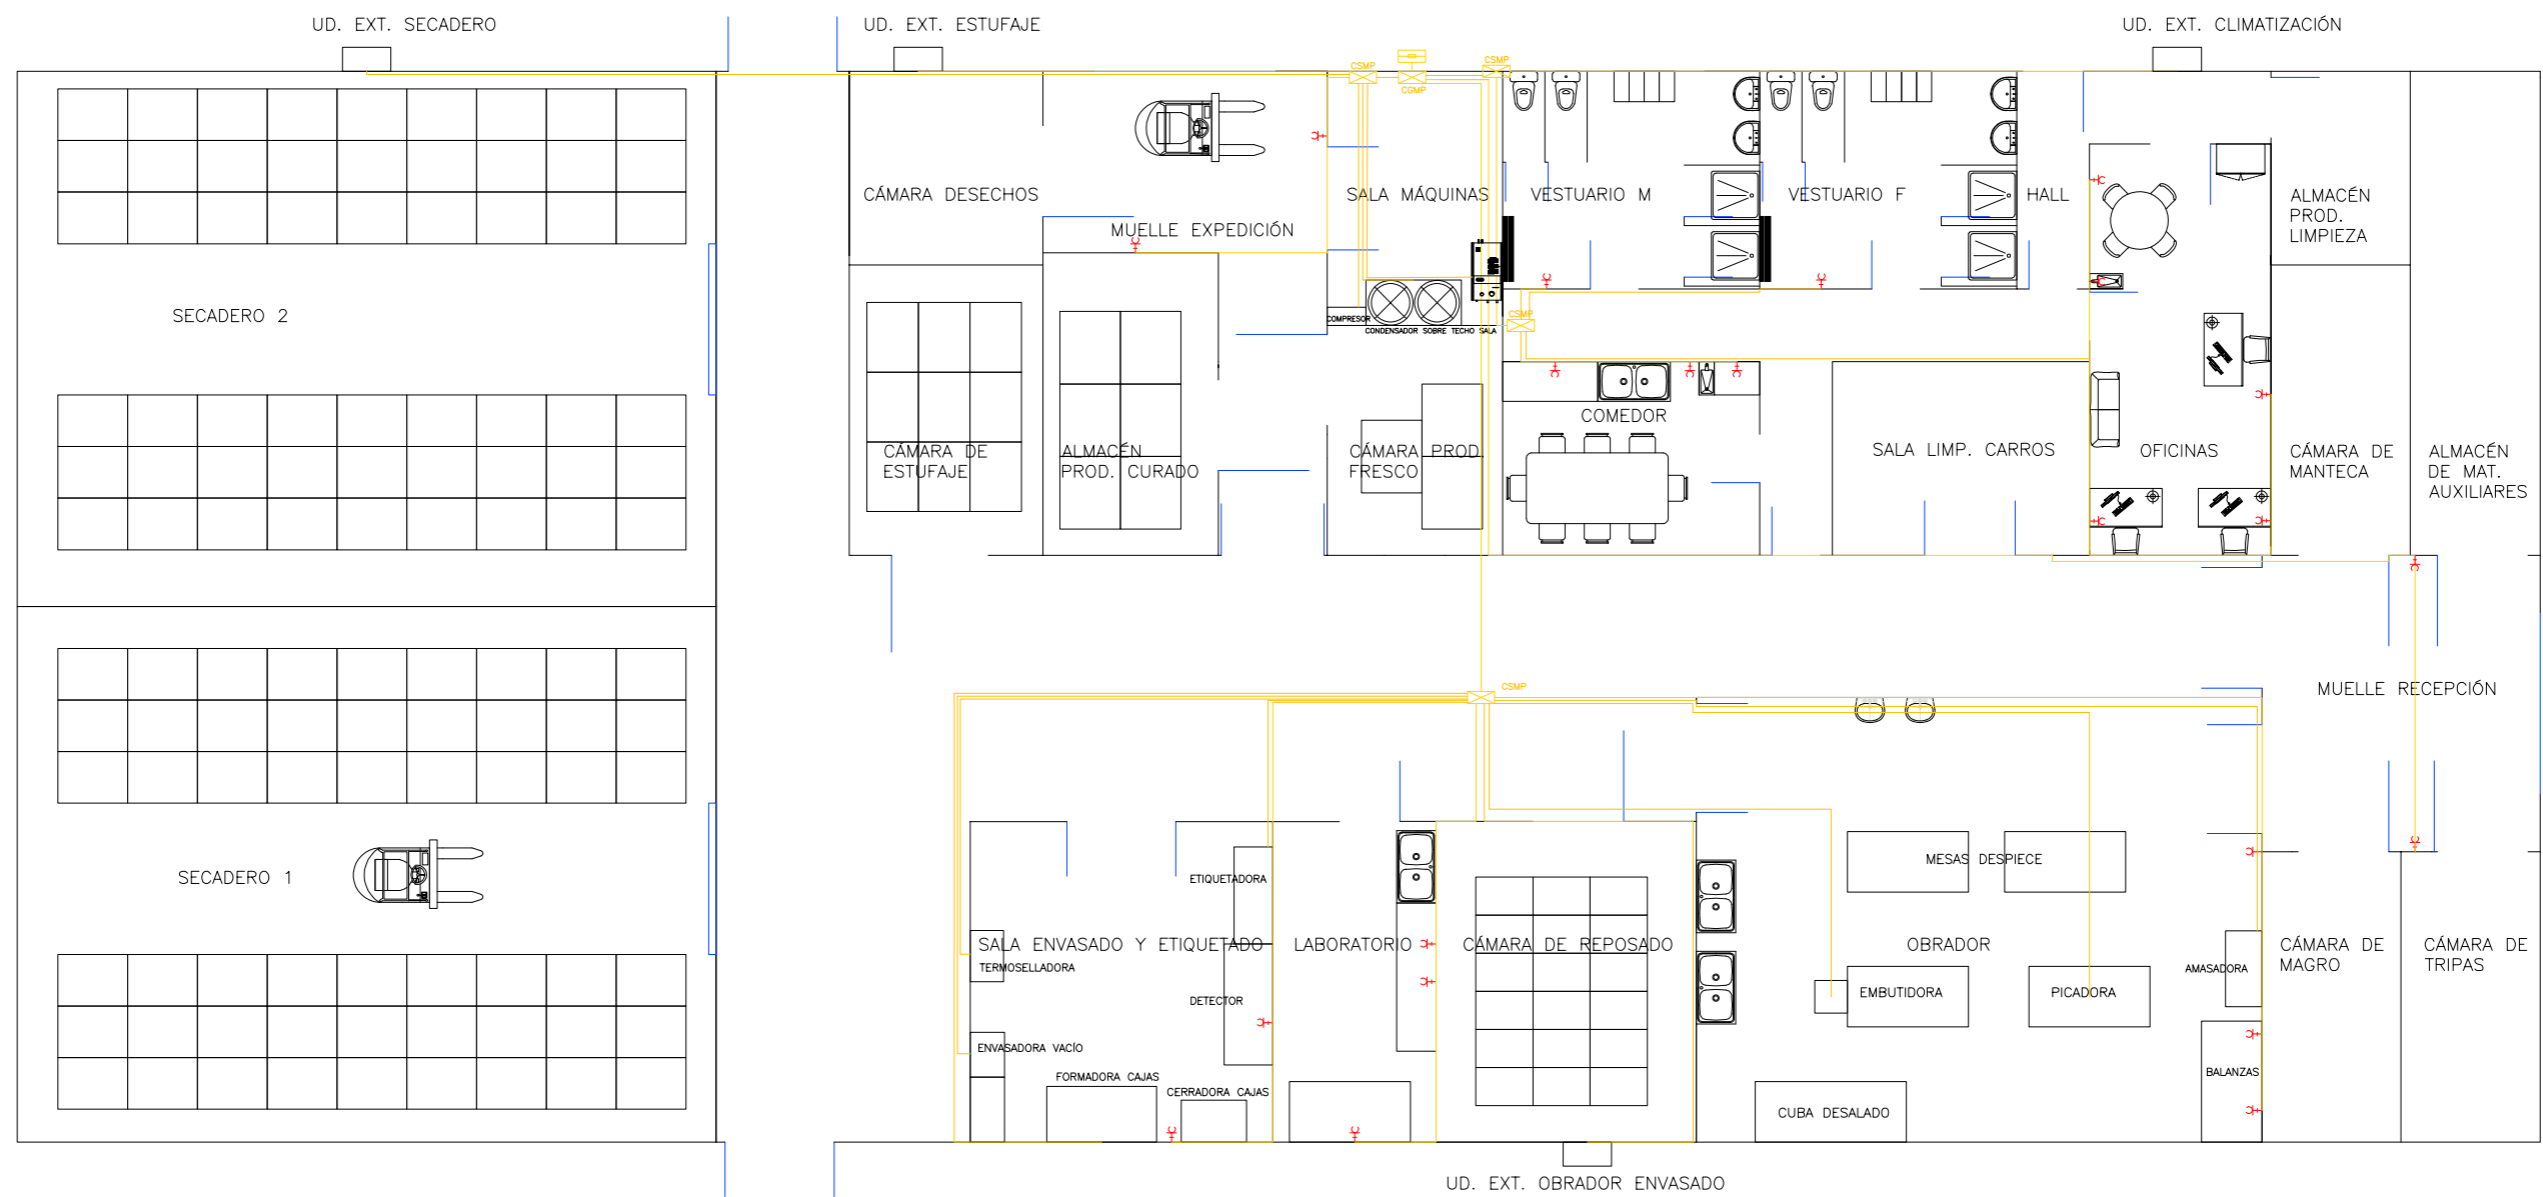 UD. EXT. SECADERO
UD. EXT. ESTUFAJE
UD. EXT. CLIMATIZACIÓN
CSMP
CSMP
CGMP
CÁMARA DESECHOS
SALA MÁQUINAS
VESTUARIO M
VESTUARIO F
HALL
ALMACÉN
PROD.
LIMPIEZA
MUELLE EXPEDICIÓN
SECADERO 2
COMPRESOR
CSMP
CONDENSADOR SOBRE TECHO SALA
COMEDOR
CÁMARA DE
ESTUFAJE
ALMACÉN
PROD. CURADO
CÁMARA PROD.
FRESCO
SALA LIMP. CARROS
OFICINAS
CÁMARA DE
MANTECA
ALMACÉN
DE MAT.
AUXILIARES
CSMP
MUELLE RECEPCIÓN
SECADERO 1
ETIQUETADORA
MESAS DESPIECE
SALA ENVASADO Y ETIQUETADO
LABORATORIO
CÁMARA DE REPOSADO
OBRADOR
CÁMARA DE
MAGRO
CÁMARA DE
TRIPAS
TERMOSELLADORA
AMASADORA
DETECTOR
EMBUTIDORA
PICADORA
ENVASADORA VACÍO
FORMADORA CAJAS
CERRADORA CAJAS
BALANZAS
CUBA DESALADO
UD. EXT. OBRADOR ENVASADO